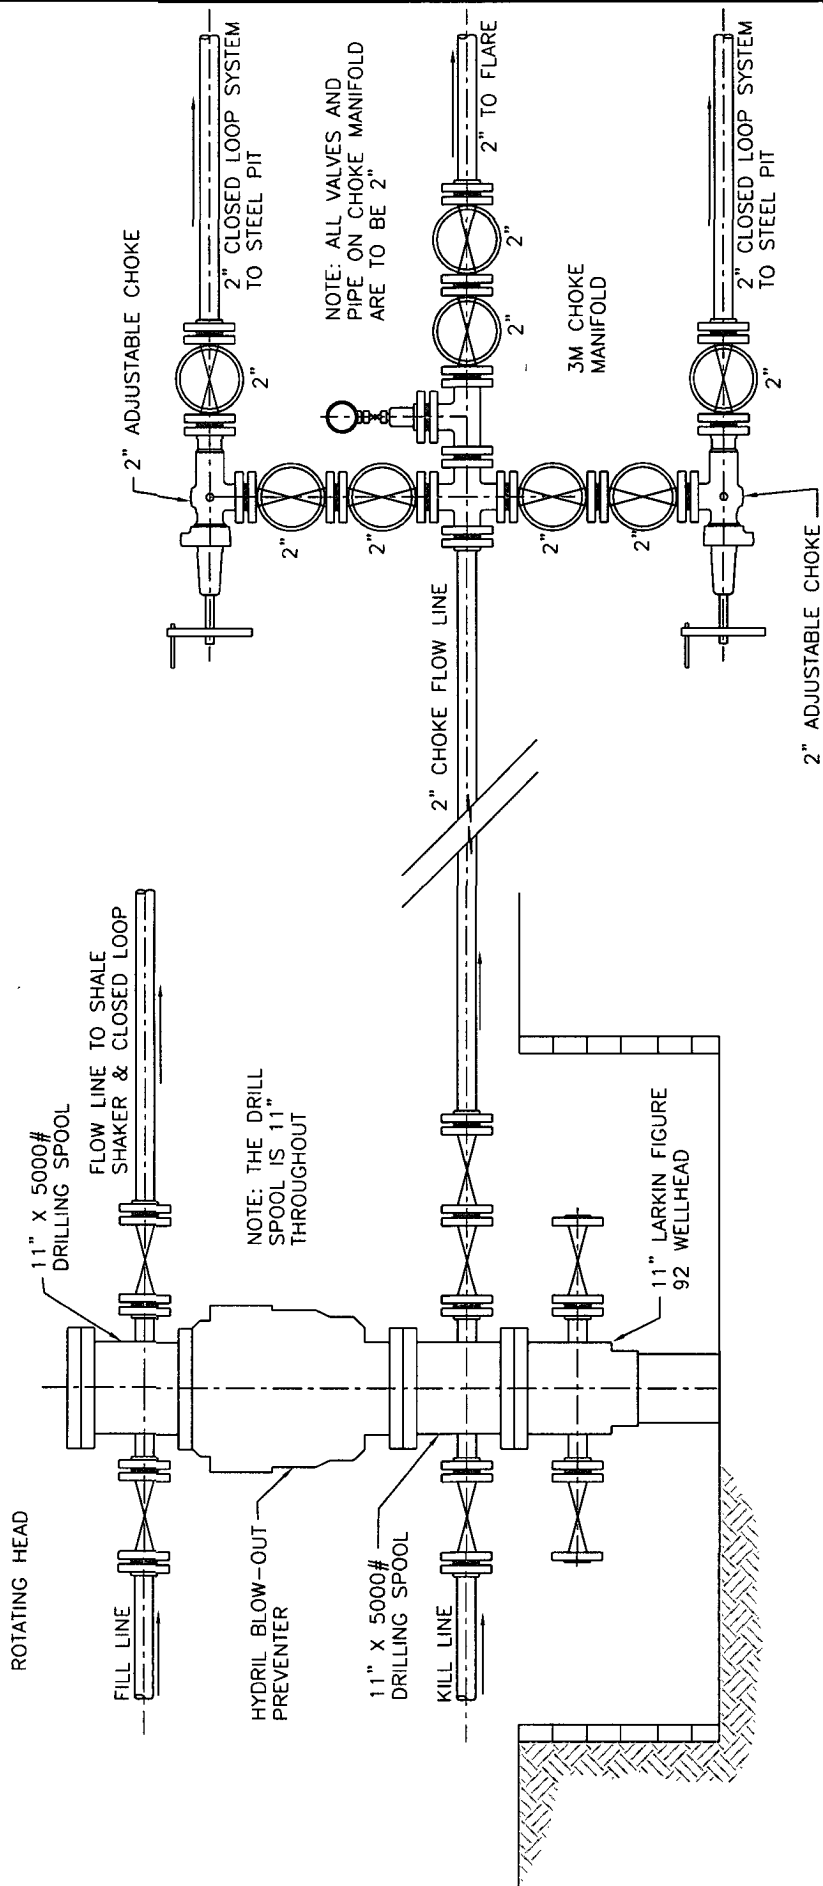 ROTATING HEAD
11" X 5000#
DRILLING SPOOL
FLOW LINE TO SHALE
SHAKER & CLOSED LOOP
FILL LINE
HYDRIL BLOW-OUT
PREVENTER
NOTE: THE DRILL
SPOOL IS 11"
THROUGHOUT
11" X 5000#
DRILLING SPOOL
KILL LINE
11" LARKIN FIGURE
92 WELLHEAD
2" CHOKE FLOW LINE
2" ADJUSTABLE CHOKE
2"
2" CLOSED LOOP SYSTEM
TO STEEL PIT
2"
2"
NOTE: ALL VALVES AND
PIPE ON CHOKE MANIFOLD
ARE TO BE 2"
2"
2"
2" TO FLARE
3M CHOKE
MANIFOLD
2"
2"
2"
2" CLOSED LOOP SYSTEM
TO STEEL PIT
2" ADJUSTABLE CHOKE